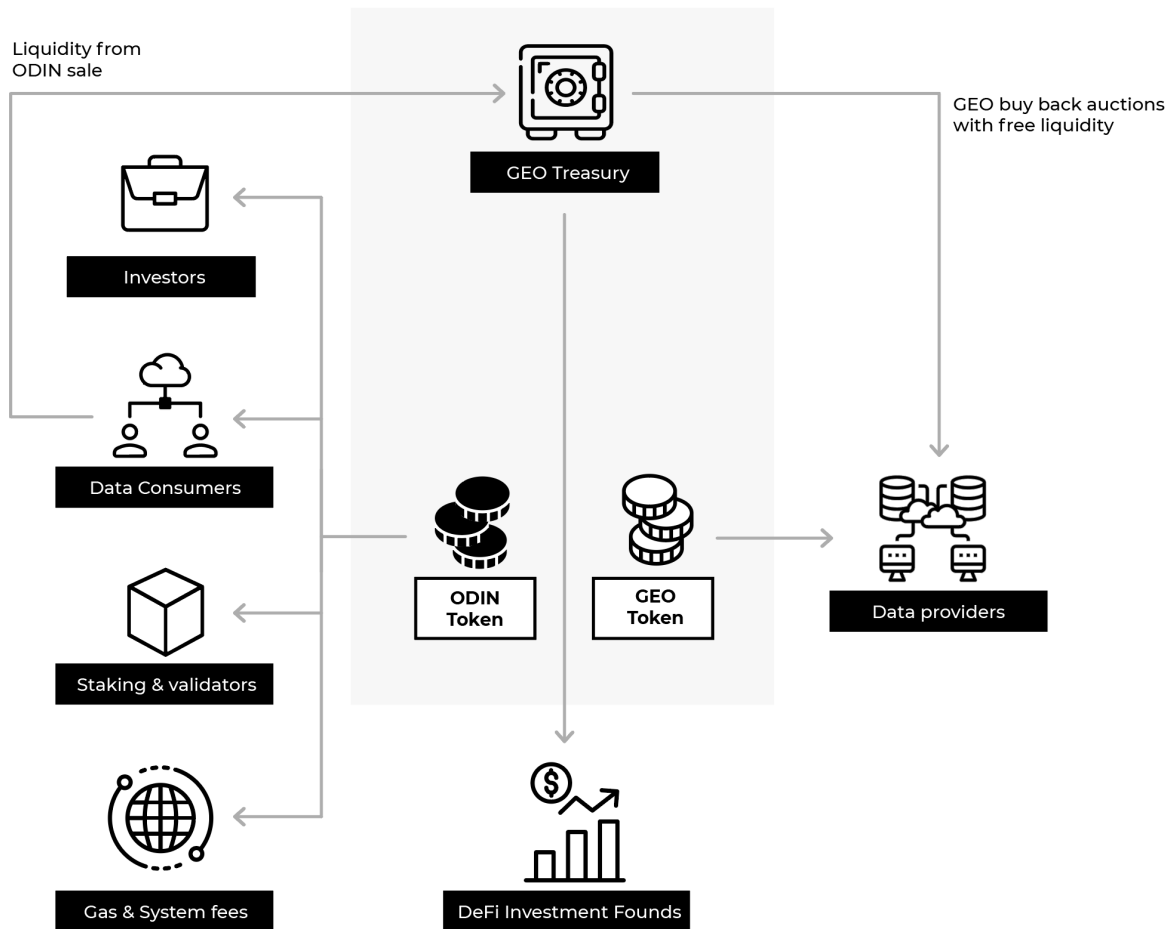 Liquidity from
ODIN sale
GEO Treasury
GEO buy back auctions
with free liquidity
Investors
Data Consumers
ODIN
Token
GEO
Token
Data providers
Staking & validators
Gas & System fees
$
DeFi Investment Founds